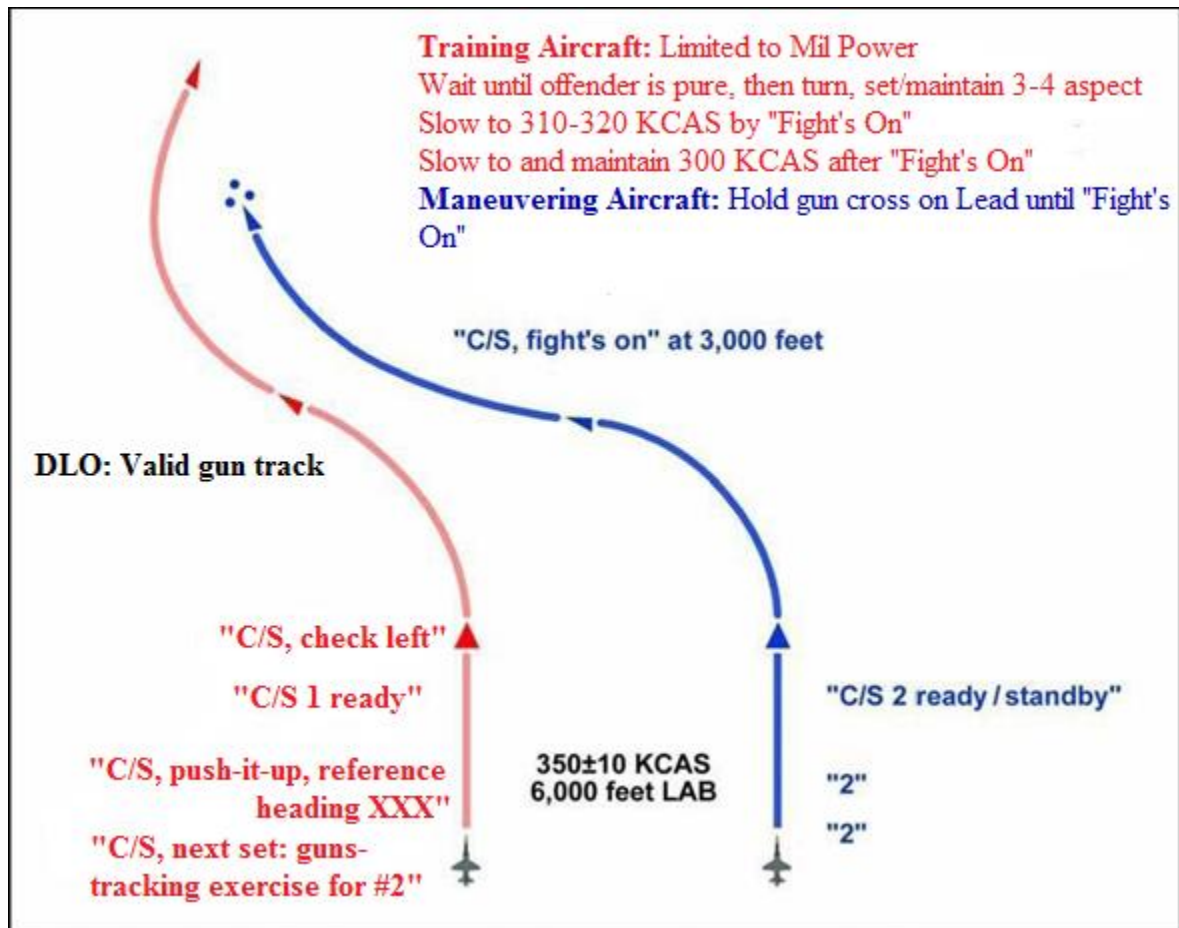 Training Aircraft: Limited to Mil Power
Wait until offender is pure, then turn, set/maintain 3-4 aspect
Slow to 310-320 KCAS by "Fight's On"
Slow to and maintain 300 KCAS after "Fight's On"
Maneuvering Aircraft: Hold gun cross on Lead until "Fight's
On"
"C/S, fight's on" at 3,000 feet
DLO: Valid gun track
"C/S, check left"
"C/S 1 ready"
"C/S 2 ready / standby"
"C/S, push-it-up, reference
heading XXX"
350±10 KCAS
6,000 feet LAB
"2"
"2"
"C/S, next set: guns-
tracking exercise for #2"